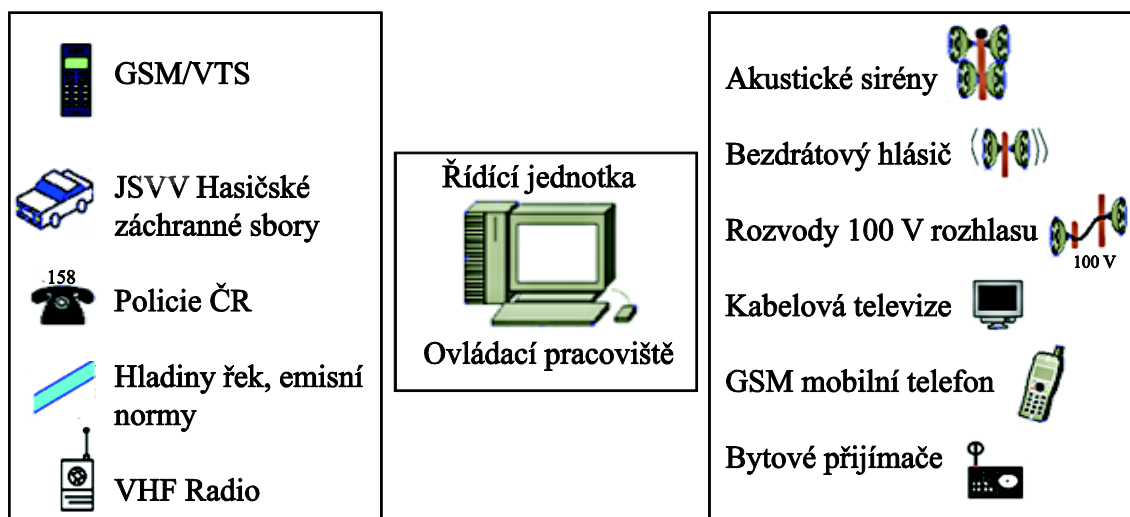 GSM/VTS
JSVV Hasičské
záchranné sbory
158
Policie ČR
Hladiny řek, emisní
normy
VHF Radio
Řídící jednotka
Ovládací pracoviště
Akustické sirény
Bezdrátový hlásič
Rozvody 100 V rozhlasu
100 V
Kabelová televize
GSM mobilní telefon
Bytové přijímače